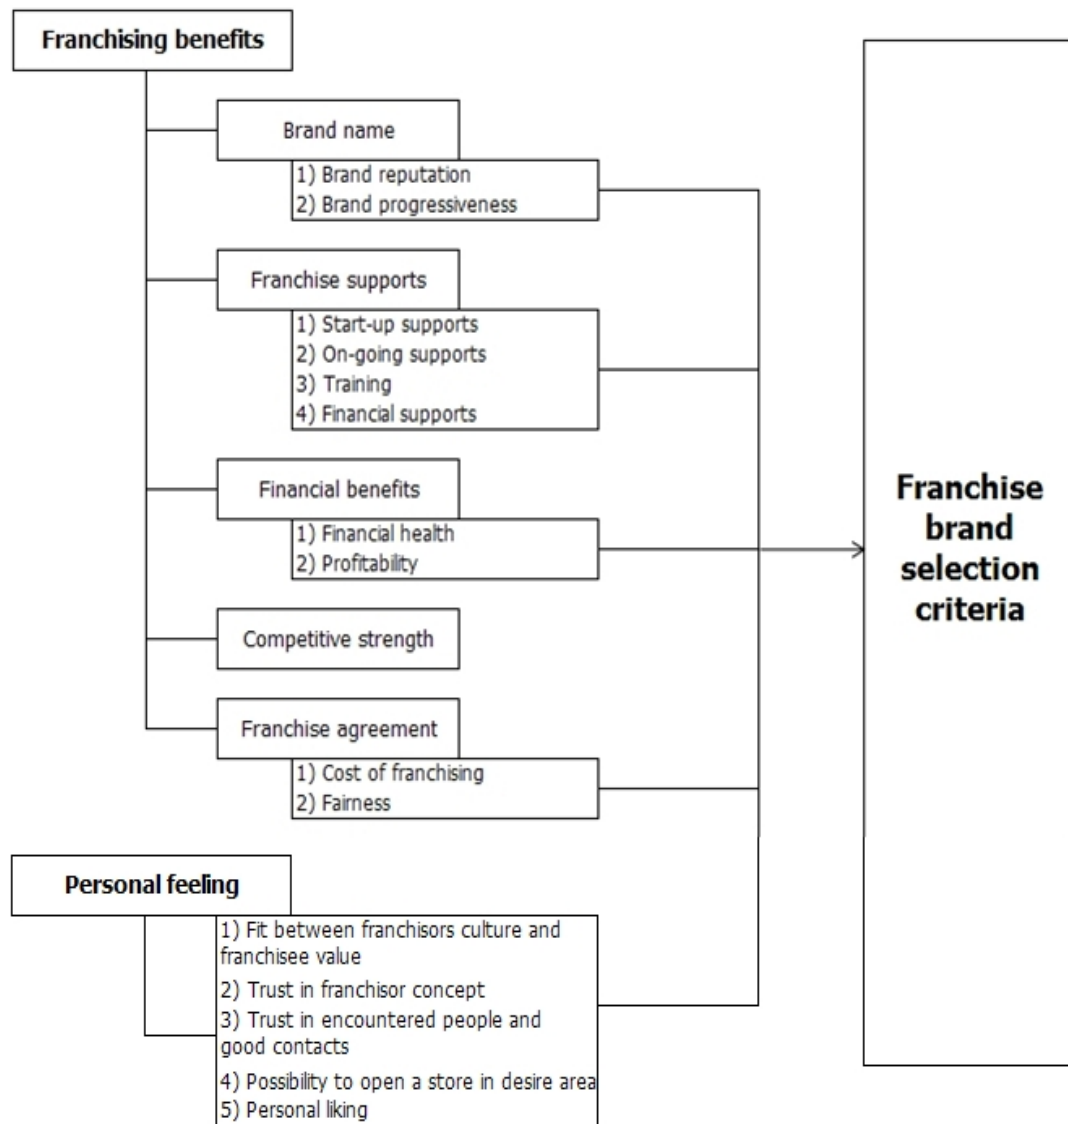 Franchising benefits
Brand name
1) Brand reputation
2) Brand progressiveness
Franchise supports
1) Start-up supports
2) On-going supports
3) Training
4) Financial supports
Financial benefits
1) Financial health
2) Profitability
Competitive strength
Franchise agreement
1) Cost of franchising
2) Fairness
Personal feeling
1) Fit between franchisors culture and
franchisee value
2) Trust in franchisor concept
3) Trust in encountered people and
good contacts
4) Possibility to open a store in desire area
5) Personal liking
Franchise
brand
selection
criteria